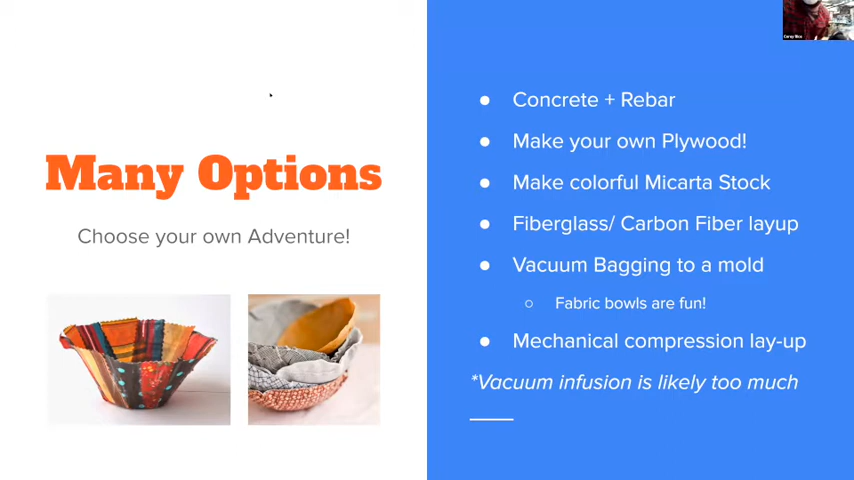 Many Options
Choose your own Adventure!
Concrete + Rebar
Make your own Plywood!
Make colorful Micarta Stock
Fiberglass/ Carbon Fiber layup
Vacuum Bagging to a mold
Fabric bowls are fun!
Mechanical compression lay-up
*Vacuum infusion is likely too much